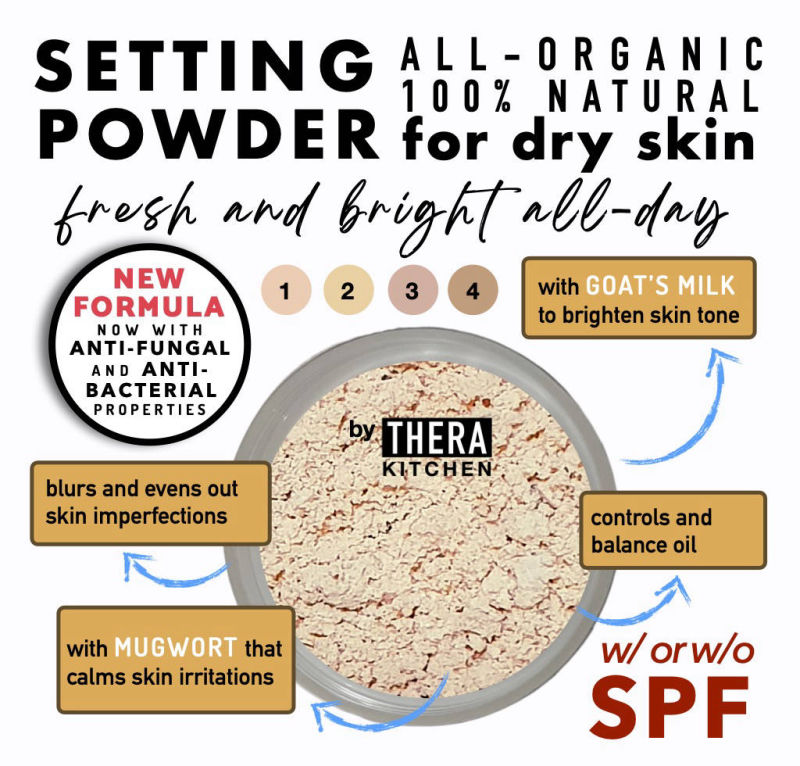 SETTING
POWDER
ALL-ORGANIC
100% NATURAL
for dry skin
fresh and bright all-day
NEW
FORMULA
NOW WITH
ANTI-FUNGAL
AND ANTI-
BACTERIAL
PROPERTIES
1 2 3 4
with GOAT'S MILK
to brighten skin tone
by THERA
KITCHEN
blurs and evens out
skin imperfections
controls and
balance oil
with MUGWORT that
calms skin irritations
w/ or w/o
SPF